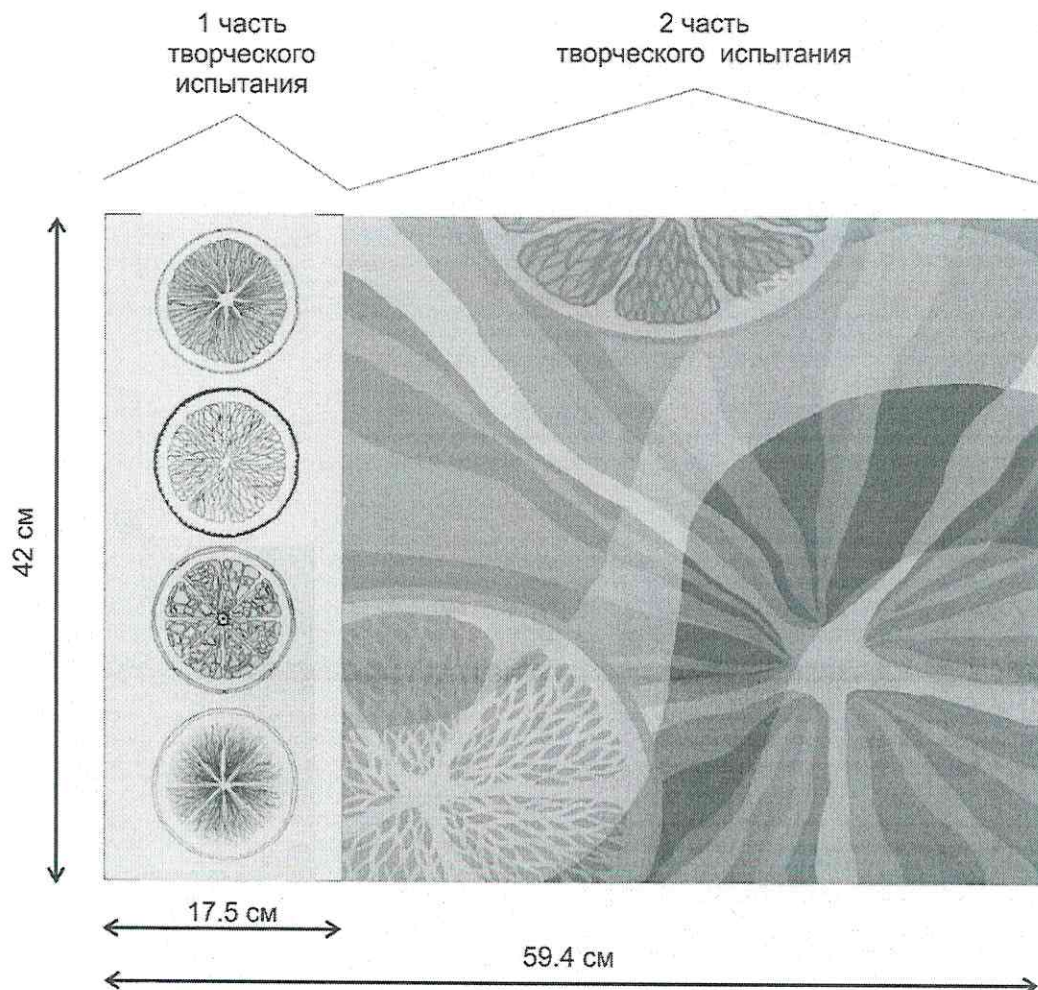 1 часть
творческого
испытания
2 часть
творческого испытания
42 см
17.5 см
59.4 см